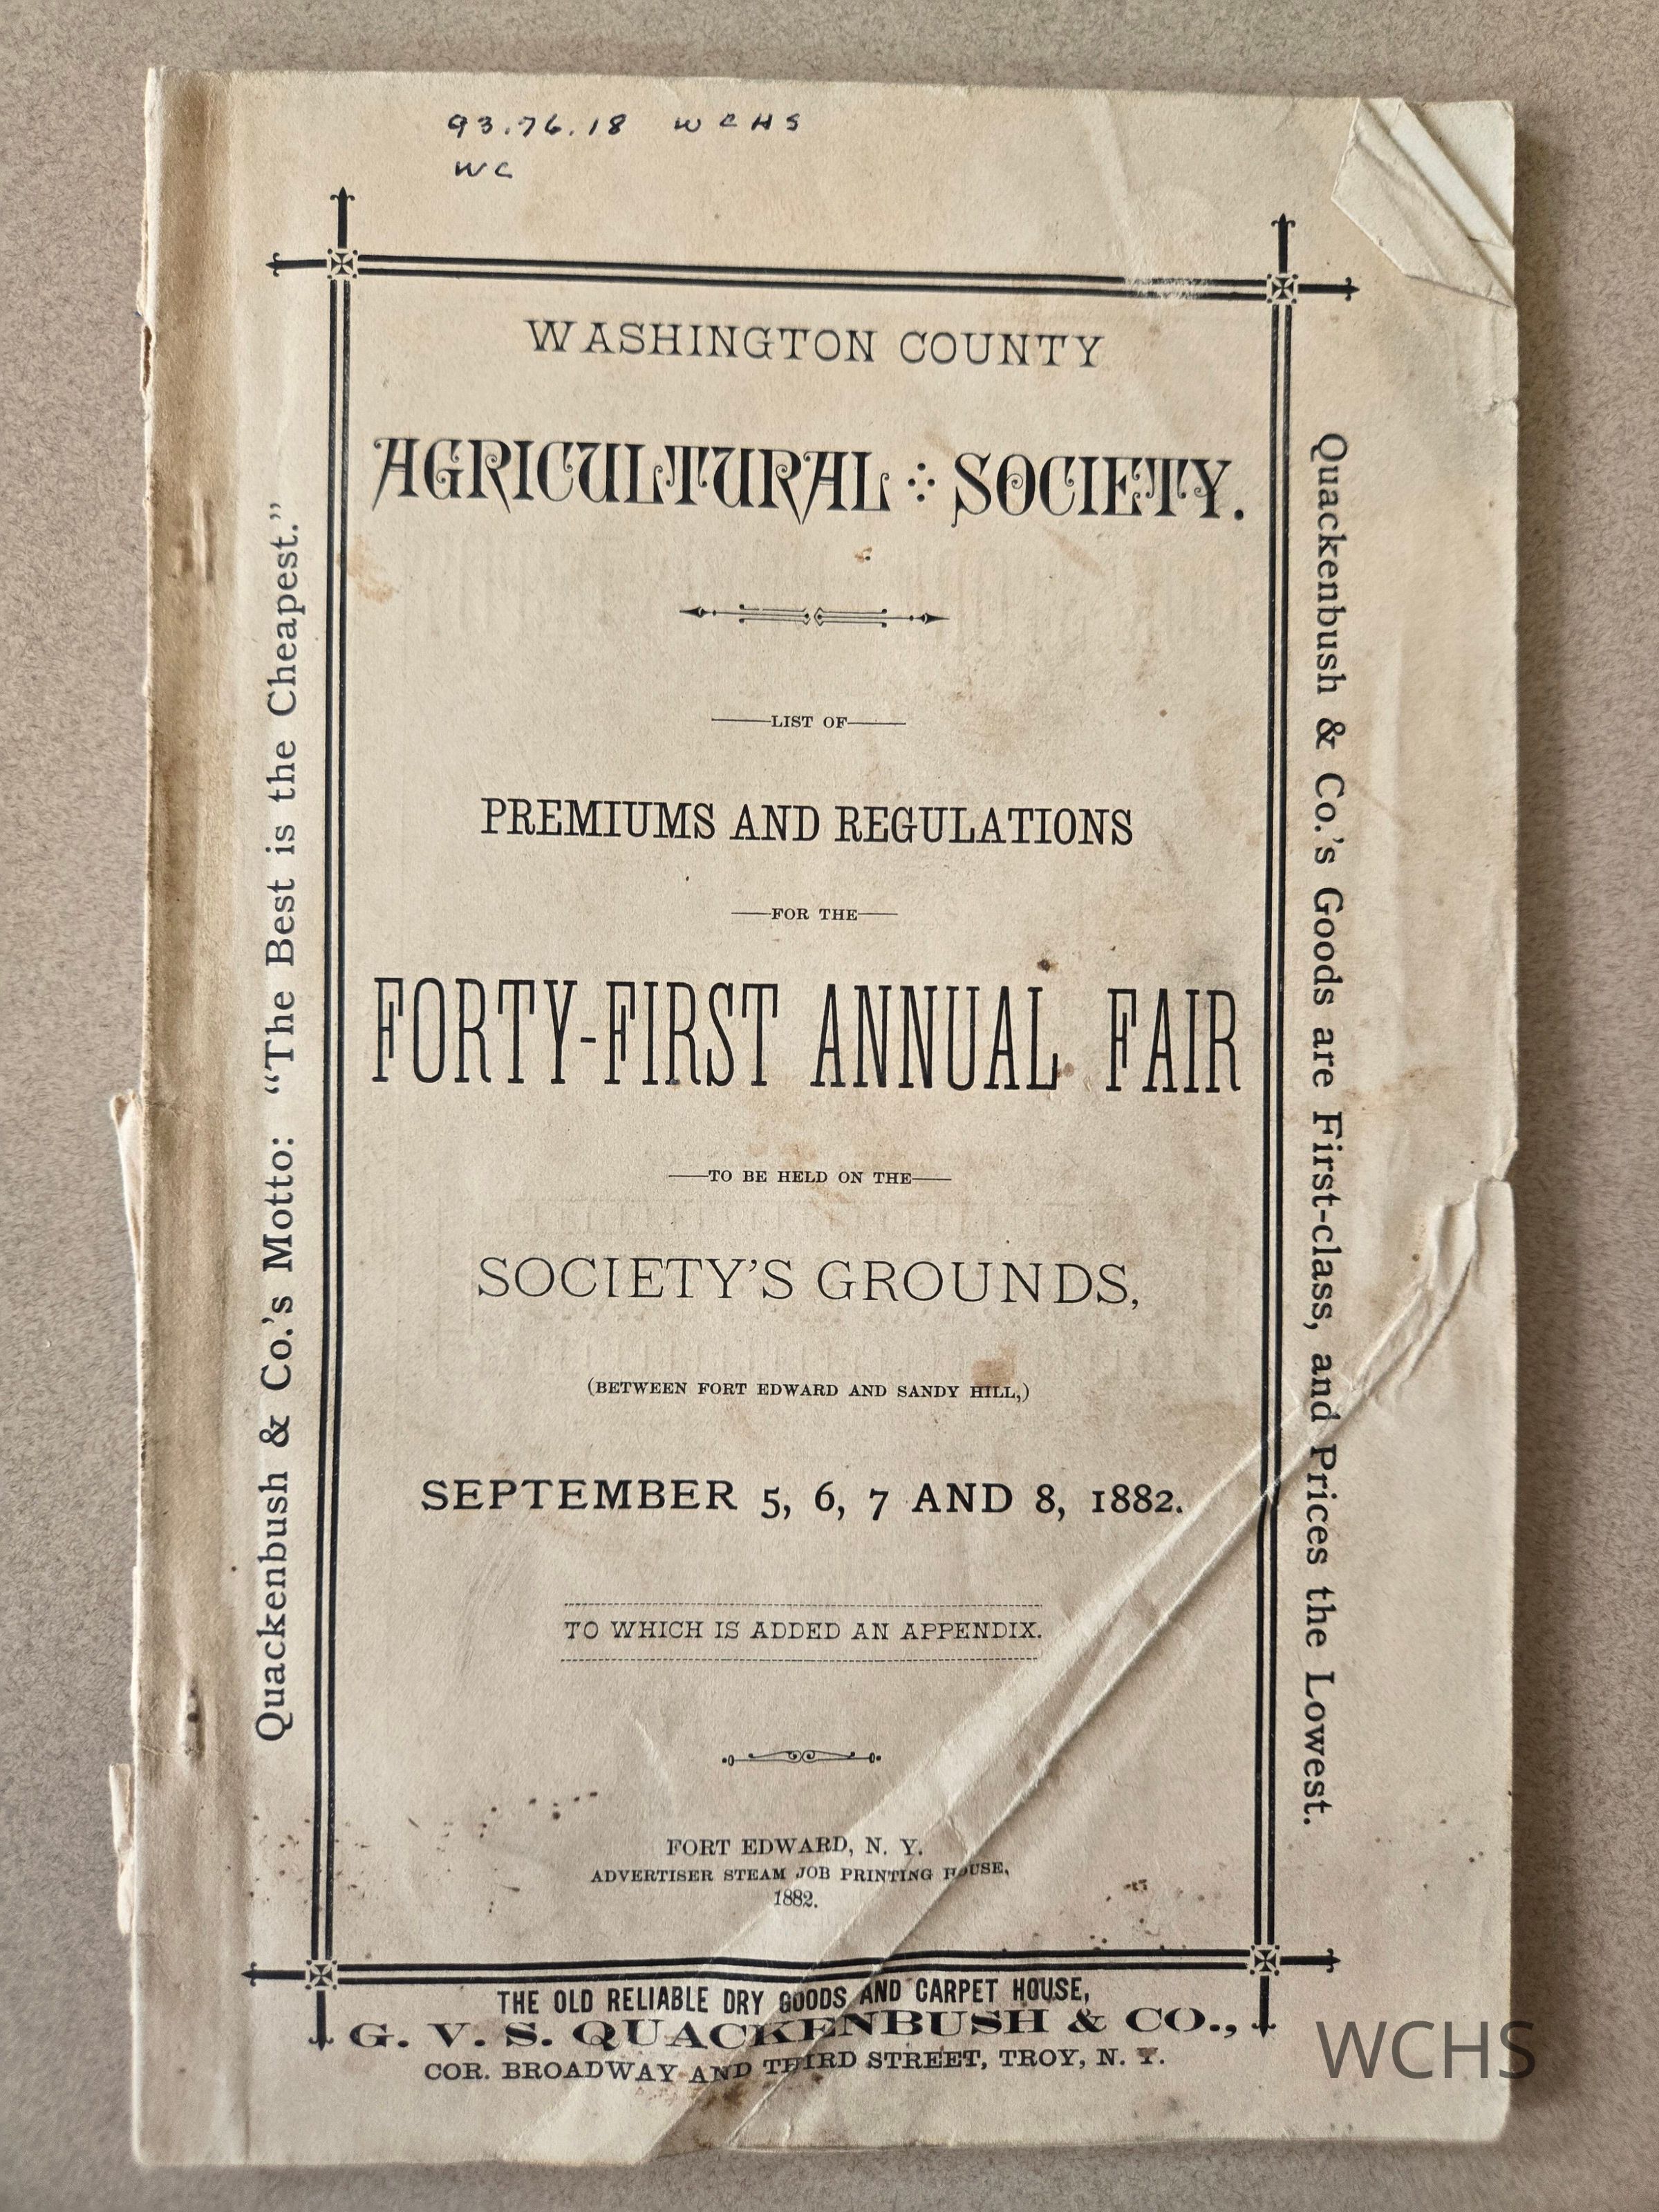 93.76.18 WCHS
WC
WASHINGTON COUNTY
AGRICULTURAL SOCIETY.
LIST OF
PREMIUMS AND REGULATIONS
FOR THE
FORTY-FIRST ANNUAL FAIR
TO BE HELD ON THE
SOCIETY'S GROUNDS,
(BETWEEN FORT EDWARD AND SANDY HILL,)
SEPTEMBER 5, 6, 7 AND 8, 1882.
TO WHICH IS ADDED AN APPENDIX.
FORT EDWARD, N. Y.
ADVERTISER STEAM JOB PRINTING HOUSE,
1882.
Quackenbush & Co.'s Motto: “The Best is the Cheapest.”
Quackenbush & Co.'s Goods are First-class, and Prices the Lowest.
THE OLD RELIABLE DRY GOODS AND CARPET HOUSE,
G. V. S. QUACKENBUSH & CO.,
COR. BROADWAY AND THIRD STREET, TROY, N. Y.
WCHS